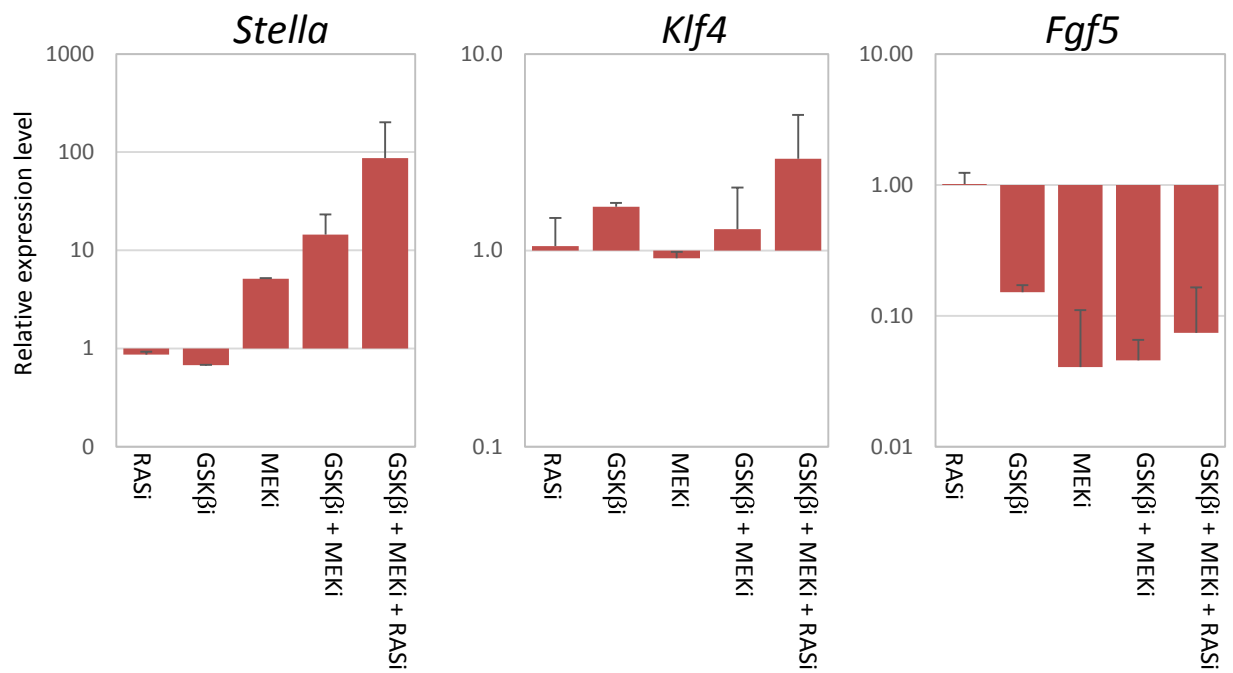 Stella
Klf4
Fgf5
Relative expression level
1000
100
10
1
0
RASi
GSKβi
MEKi
GSKβi + MEKi
GSKβi + MEKi + RASi
10.0
1.0
0.1
RASi
GSKβi
MEKi
GSKβi + MEKi
GSKβi + MEKi + RASi
10.00
1.00
0.10
0.01
RASi
GSKβi
MEKi
GSKβi + MEKi
GSKβi + MEKi + RASi